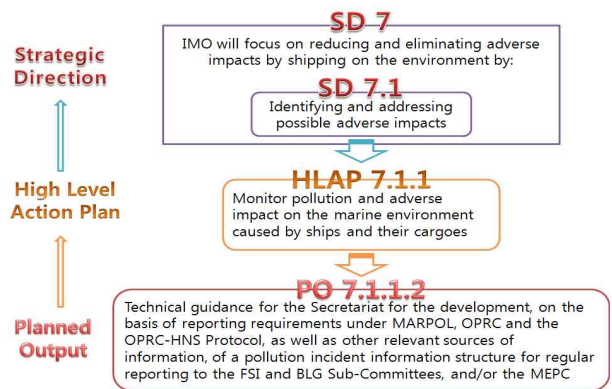 SD 7
IMO will focus on reducing and eliminating adverse
impacts by shipping on the environment by:
SD 7.1
Identifying and addressing
possible adverse impacts
Strategic
Direction
HLAP 7.1.1
Monitor pollution and adverse
impact on the marine environment
caused by ships and their cargoes
High Level
Action Plan
PO 7.1.1.2
Technical guidance for the Secretariat for the development, on the
basis of reporting requirements under MARPOL, OPRC and the
OPRC-HNS Protocol, as well as other relevant sources of
information, of a pollution incident information structure for regular
reporting to the FSI and BLG Sub-Committees, and/or the MEPC
Planned
Output